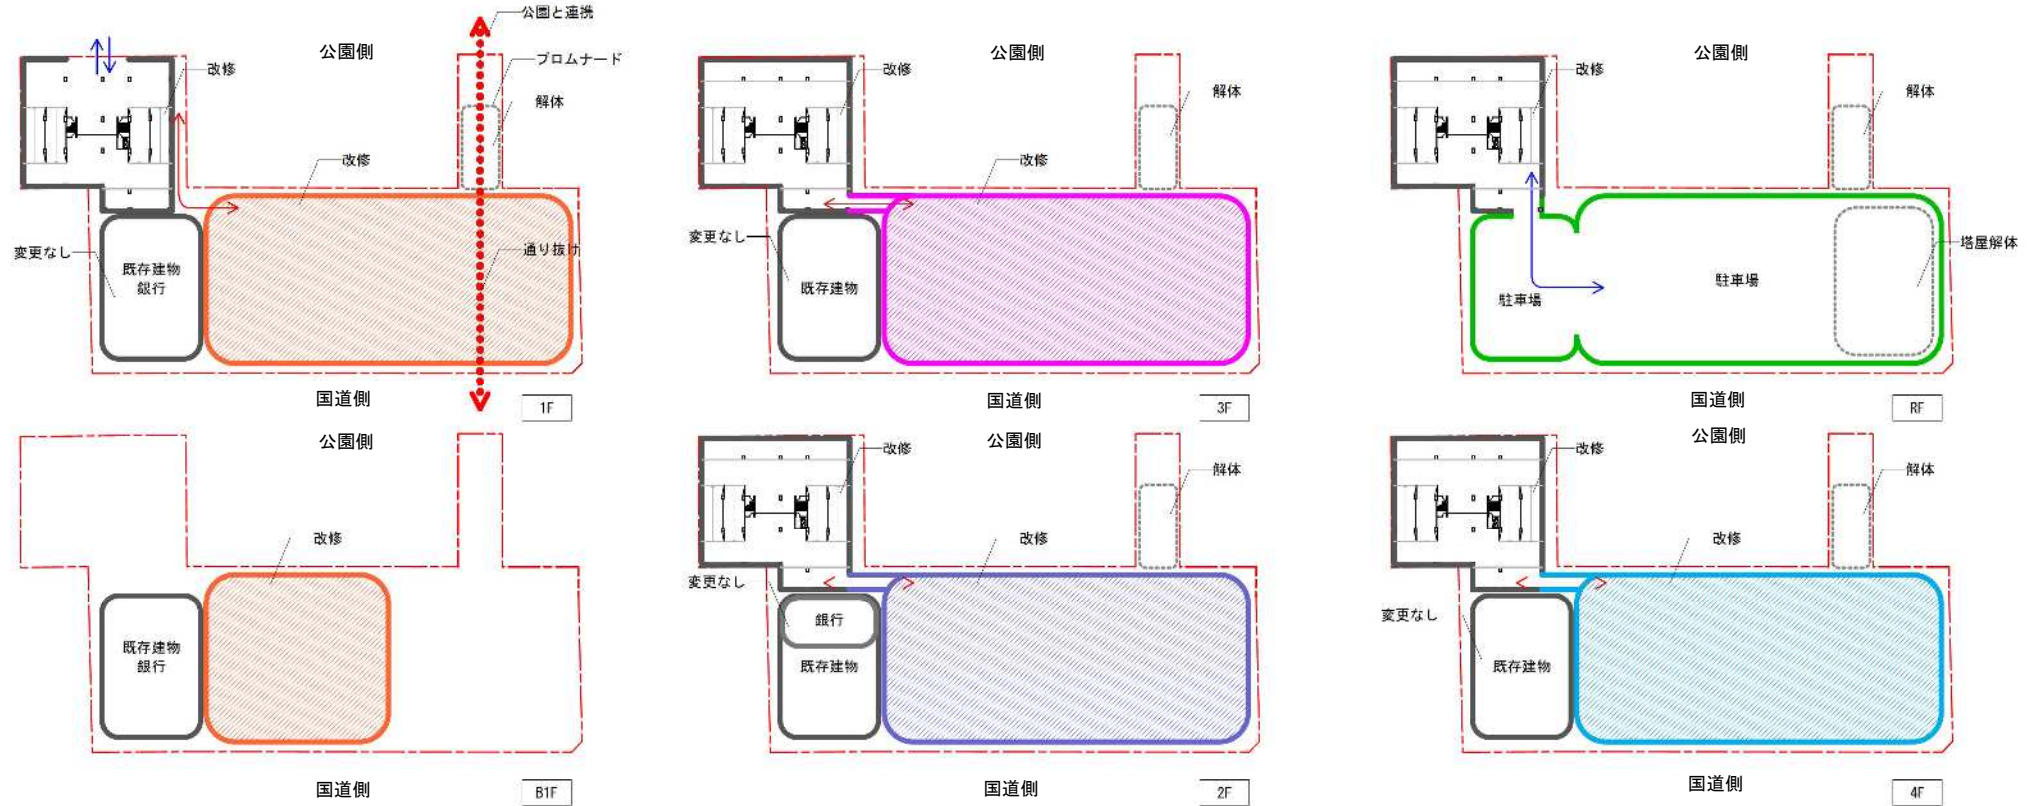 公園と連携
公園側
プロムナード
改修
解体
改修
変更なし
既存建物
銀行
通り抜け
国道側
1F
公園側
改修
解体
改修
変更なし
既存建物
国道側
3F
公園側
改修
解体
塔屋解体
駐車場
駐車場
国道側
RF
公園側
改修
既存建物
銀行
国道側
B1F
公園側
改修
解体
改修
変更なし
銀行
既存建物
国道側
2F
公園側
改修
解体
改修
変更なし
既存建物
国道側
4F